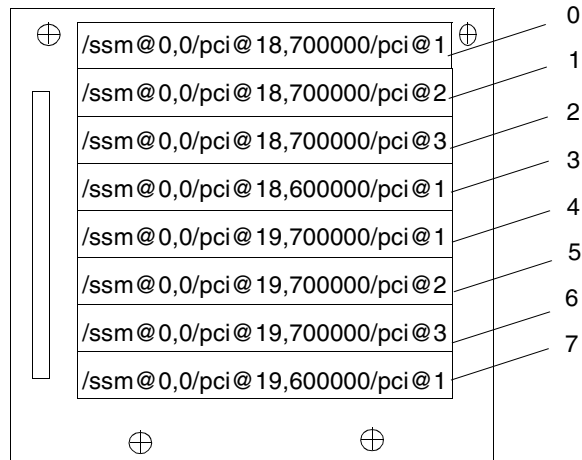 /ssm@0,0/pci@18,700000/pci@1 0
/ssm@0,0/pci@18,700000/pci@2 1
/ssm@0,0/pci@18,700000/pci@3 2
/ssm@0,0/pci@18,600000/pci@1 3
/ssm@0,0/pci@19,700000/pci@1 4
/ssm@0,0/pci@19,700000/pci@2 5
/ssm@0,0/pci@19,700000/pci@3 6
/ssm@0,0/pci@19,600000/pci@1 7